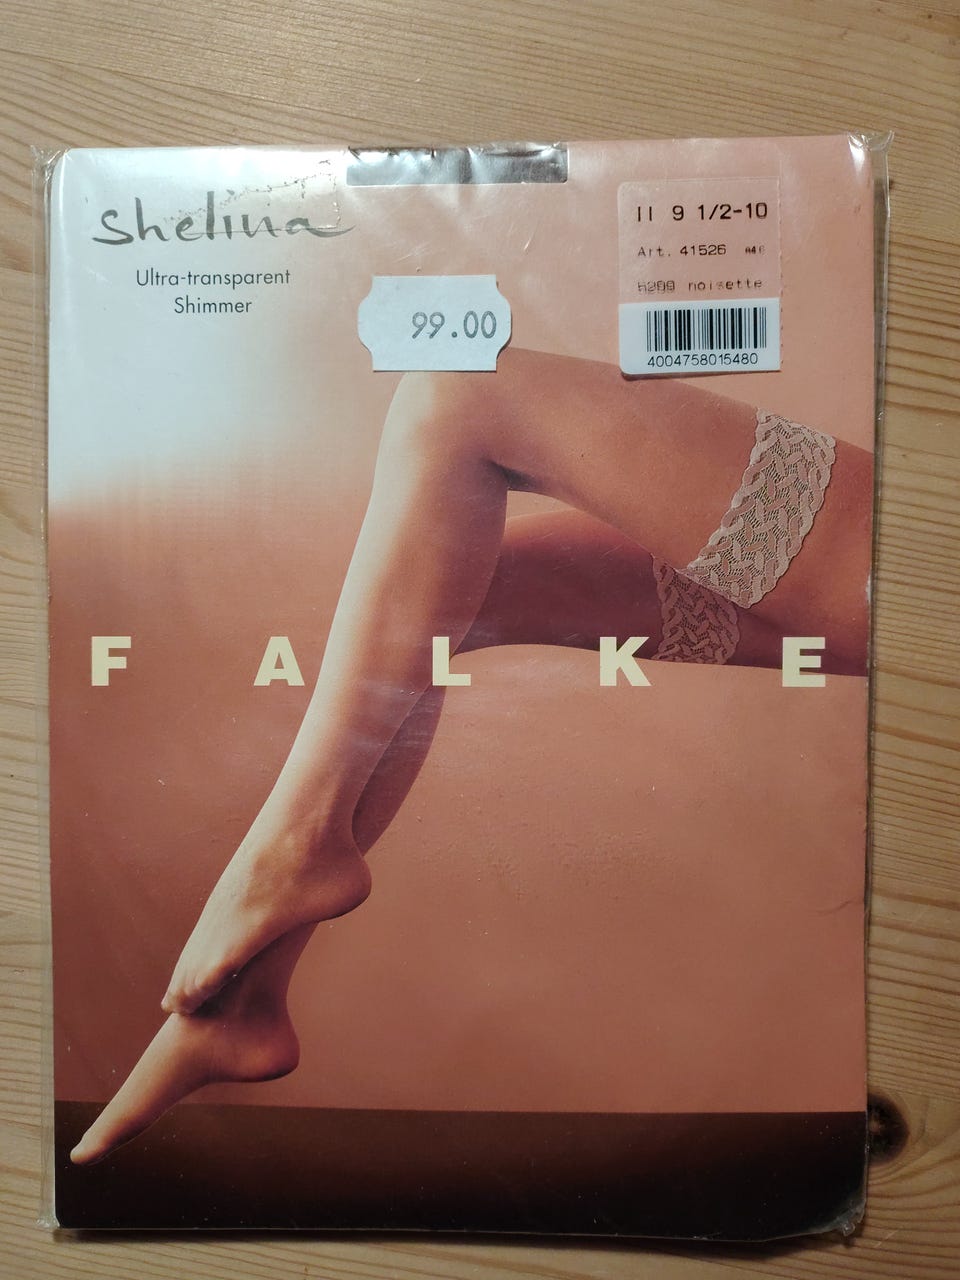 Shelina
Ultra-transparent
Shimmer
99.00
II 9 1/2-10
Art. 41526
noisette
4004758015480
FALKE